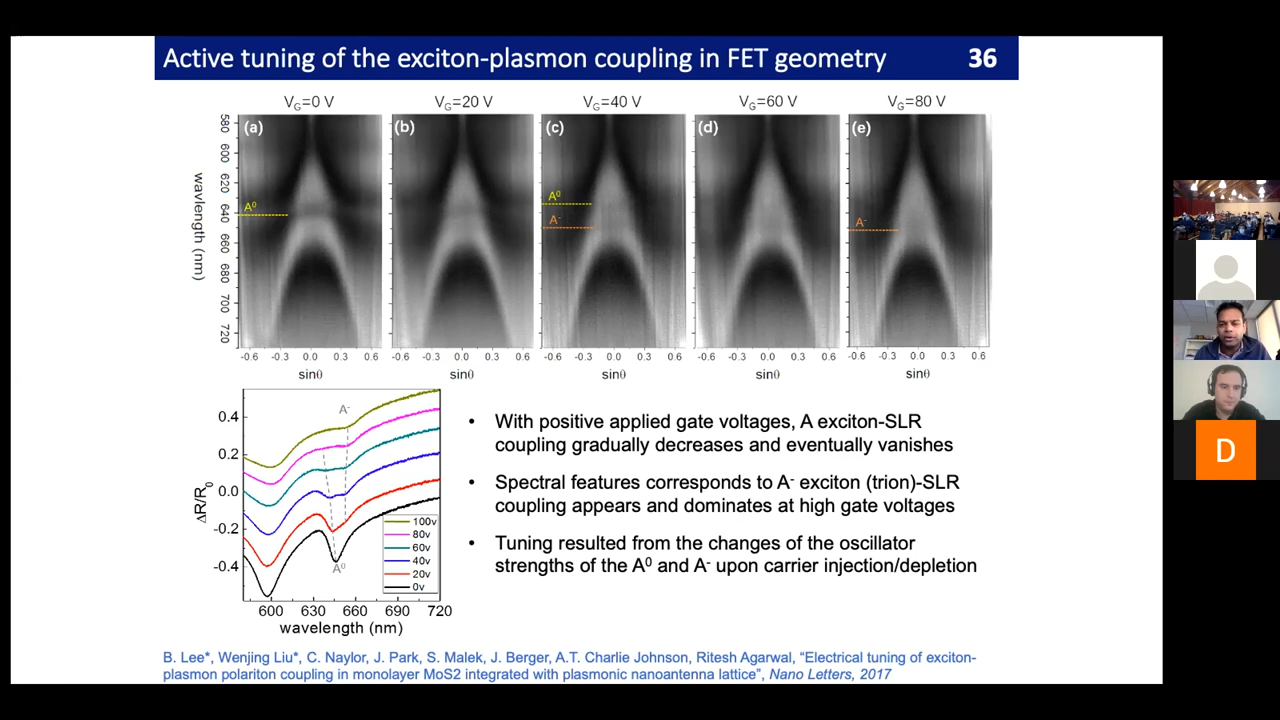 Active tuning of the exciton-plasmon coupling in FET geometry 36
V_G=0 V V_G=20 V V_G=40 V V_G=60 V V_G=80 V
(a) (b) (c) (d) (e)
wavlength (nm)
580
600
620
640
660
680
700
720
A⁰
A⁰
A⁻
A⁻
-0.6 -0.3 0.0 0.3 0.6 -0.6 -0.3 0.0 0.3 0.6 -0.6 -0.3 0.0 0.3 0.6 -0.6 -0.3 0.0 0.3 0.6 -0.6 -0.3 0.0 0.3 0.6
sinθ sinθ sinθ sinθ sinθ
ΔR/R₀
0.4
0.2
0.0
-0.2
-0.4
A⁻
A⁰
100v
80v
60v
40v
20v
0v
600 630 660 690 720
wavelength (nm)
• With positive applied gate voltages, A exciton-SLR
coupling gradually decreases and eventually vanishes
• Spectral features corresponds to A⁻ exciton (trion)-SLR
coupling appears and dominates at high gate voltages
• Tuning resulted from the changes of the oscillator
strengths of the A⁰ and A⁻ upon carrier injection/depletion
B. Lee*, Wenjing Liu*, C. Naylor, J. Park, S. Malek, J. Berger, A.T. Charlie Johnson, Ritesh Agarwal, “Electrical tuning of exciton-
plasmon polariton coupling in monolayer MoS2 integrated with plasmonic nanoantenna lattice”, Nano Letters, 2017
D